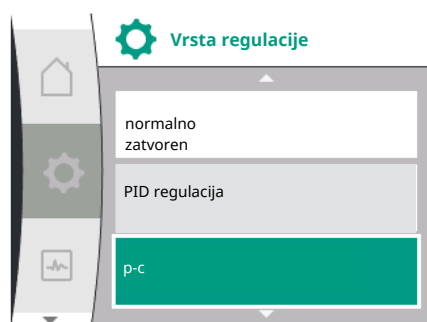 Vrsta regulacije
normalno
zatvoren
PID regulacija
p-c